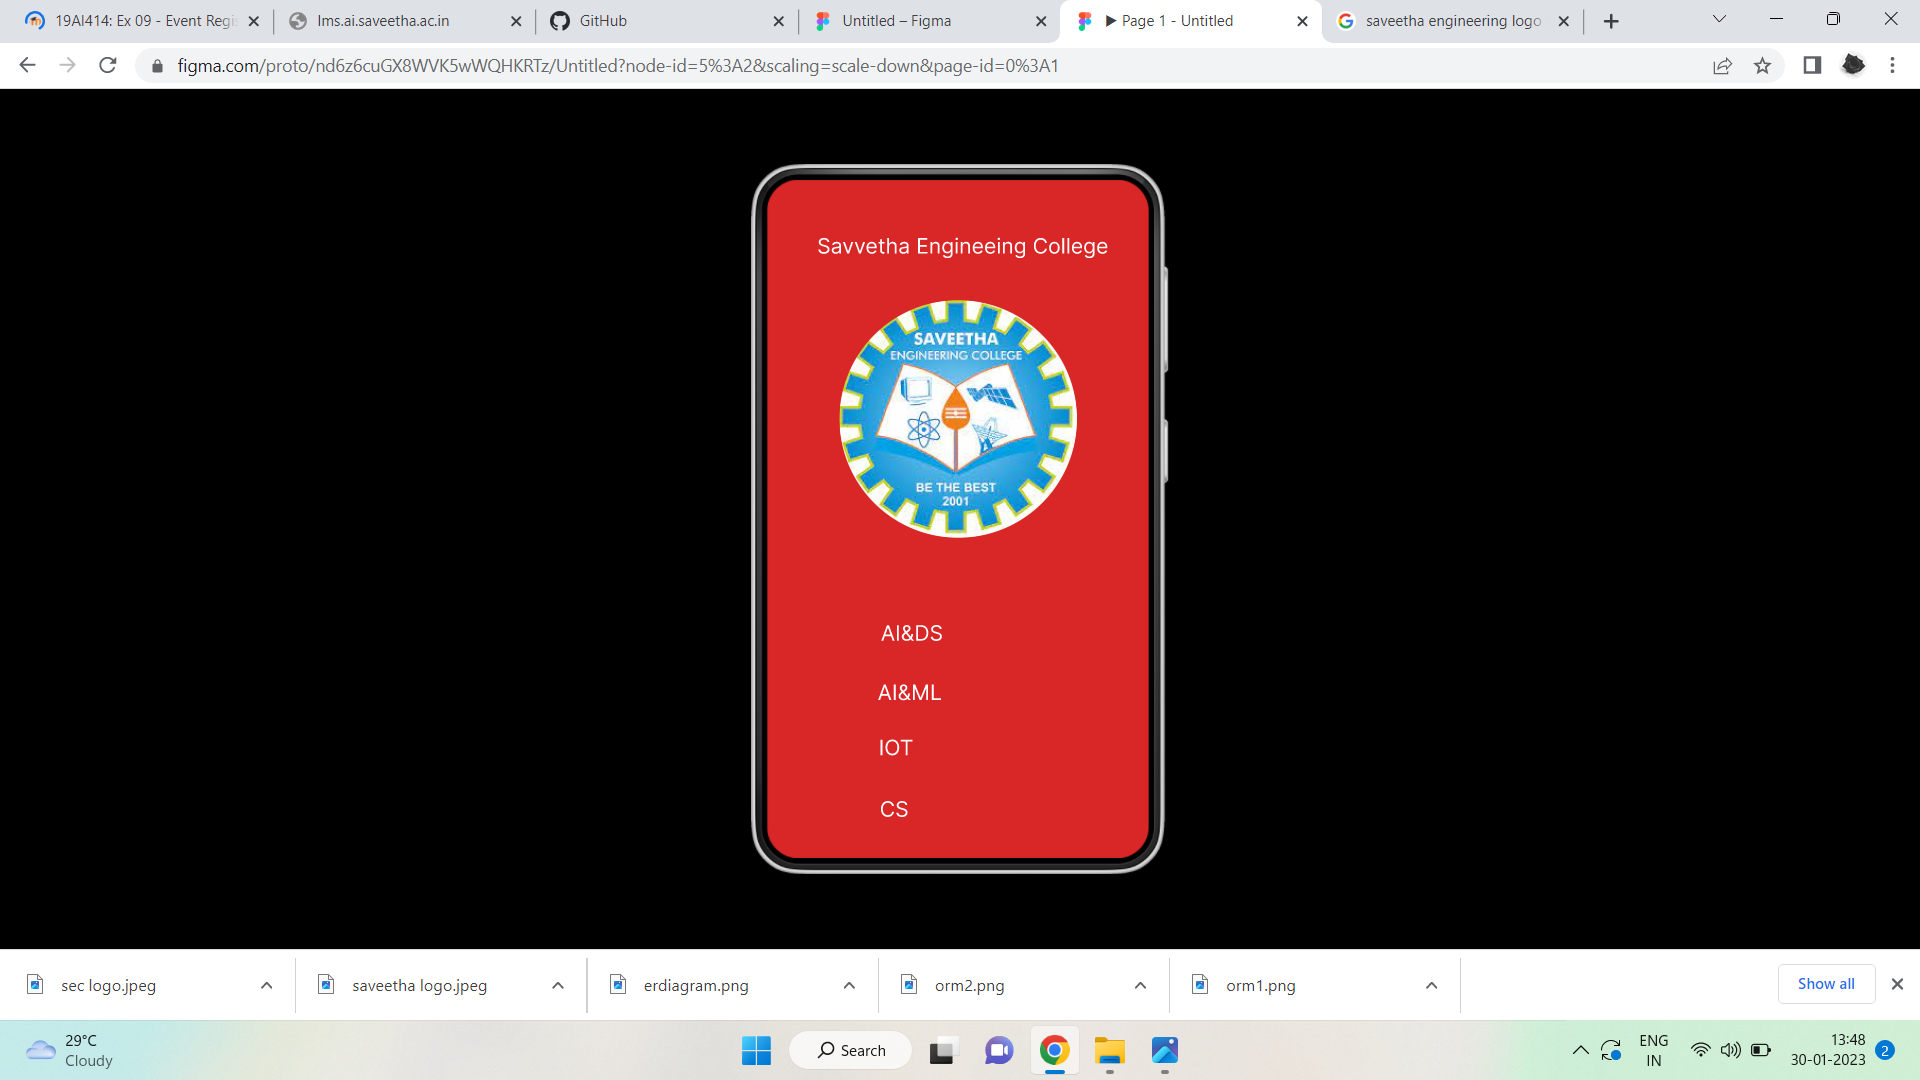 19AI414: Ex 09 - Event Regi
lms.ai.saveetha.ac.in
GitHub
Untitled – Figma
Page 1 - Untitled
saveetha engineering logo
figma.com/proto/nd6z6cuGX8WVK5wWQHKRTz/Untitled?node-id=5%3A2&scaling=scale-down&page-id=0%3A1
Savvetha Engineeing College
SAVEETHA
ENGINEERING COLLEGE
BE THE BEST
2001
AI&DS
AI&ML
IOT
CS
sec logo.jpeg
saveetha logo.jpeg
erdiagram.png
orm2.png
orm1.png
Show all
29°C
Cloudy
Search
ENG
IN
13:48
30-01-2023
2